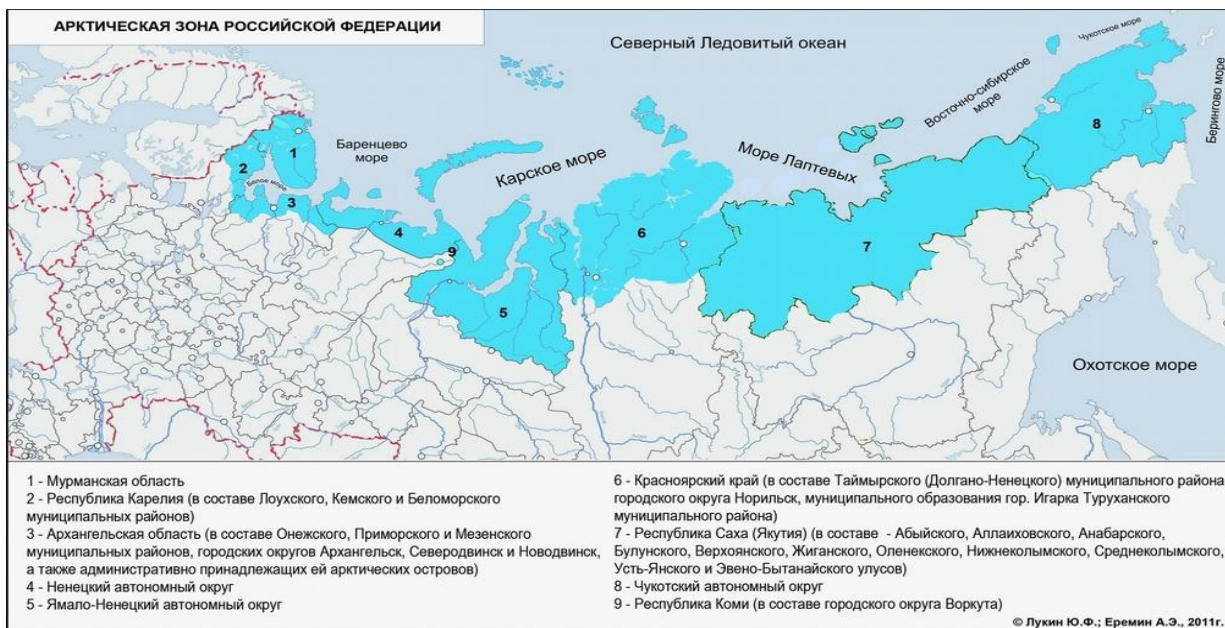 АРКТИЧЕСКАЯ ЗОНА РОССИЙСКОЙ ФЕДЕРАЦИИ
Северный Ледовитый океан
Чукотское море
Берингово море
Восточно-сибирское
море
Баренцево
море
Карское море
Море Лаптевых
Белое море
Охотское море
1
2
3
4
9
5
6
7
8
1 - Мурманская область
2 - Республика Карелия (в составе Лоухского, Кемского и Беломорского
муниципальных районов)
3 - Архангельская область (в составе Онежского, Приморского и Мезенского
муниципальных районов, городских округов Архангельск, Северодвинск и Новодвинск,
а также административно принадлежащих ей арктических островов)
4 - Ненецкий автономный округ
5 - Ямало-Ненецкий автономный округ
6 - Красноярский край (в составе Таймырского (Долгано-Ненецкого) муниципального района
городского округа Норильск, муниципального образования гор. Игарка Туруханского
муниципального района)
7 - Республика Саха (Якутия) (в составе - Абыйского, Аллаиховского, Анабарского,
Булунского, Верхоянского, Жиганского, Оленекского, Нижнеколымского, Среднеколымского,
Усть-Янского и Эвено-Бытанайского улусов)
8 - Чукотский автономный округ
9 - Республика Коми (в составе городского округа Воркута)
© Лукин Ю.Ф.; Еремин А.Э., 2011г.